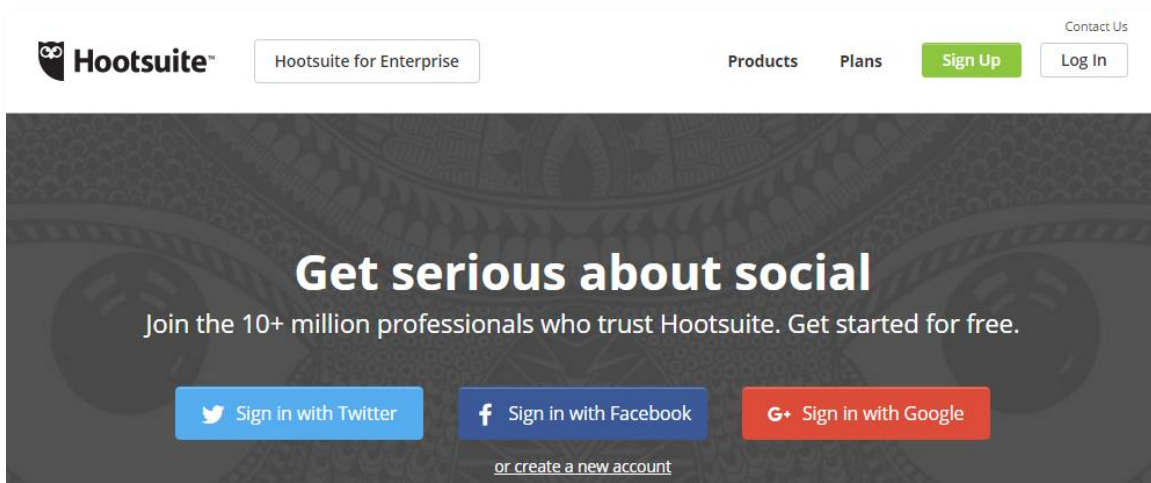 Contact Us
Hootsuite™ Hootsuite for Enterprise Products Plans Sign Up Log In
Get serious about social
Join the 10+ million professionals who trust Hootsuite. Get started for free.
Sign in with Twitter f Sign in with Facebook G+ Sign in with Google
or create a new account